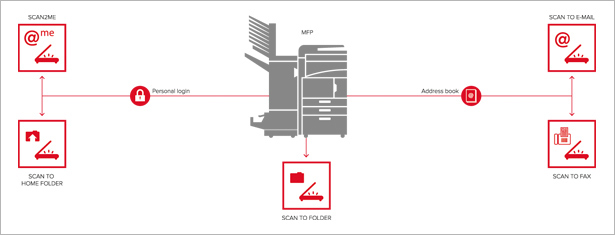 SCAN2ME
MFP
SCAN TO E-MAIL
@me
@
Personal login
Address book
@
SCAN TO
HOME FOLDER
SCAN TO FAX
SCAN TO FOLDER